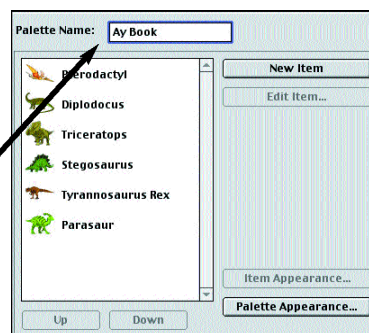 Palette Name: Ay Book
New Item
Pterodactyl
Edit Item...
Diplodocus
Triceratops
Stegosaurus
Tyrannosaurus Rex
Parasaur
Item Appearance...
Palette Appearance...
Up Down